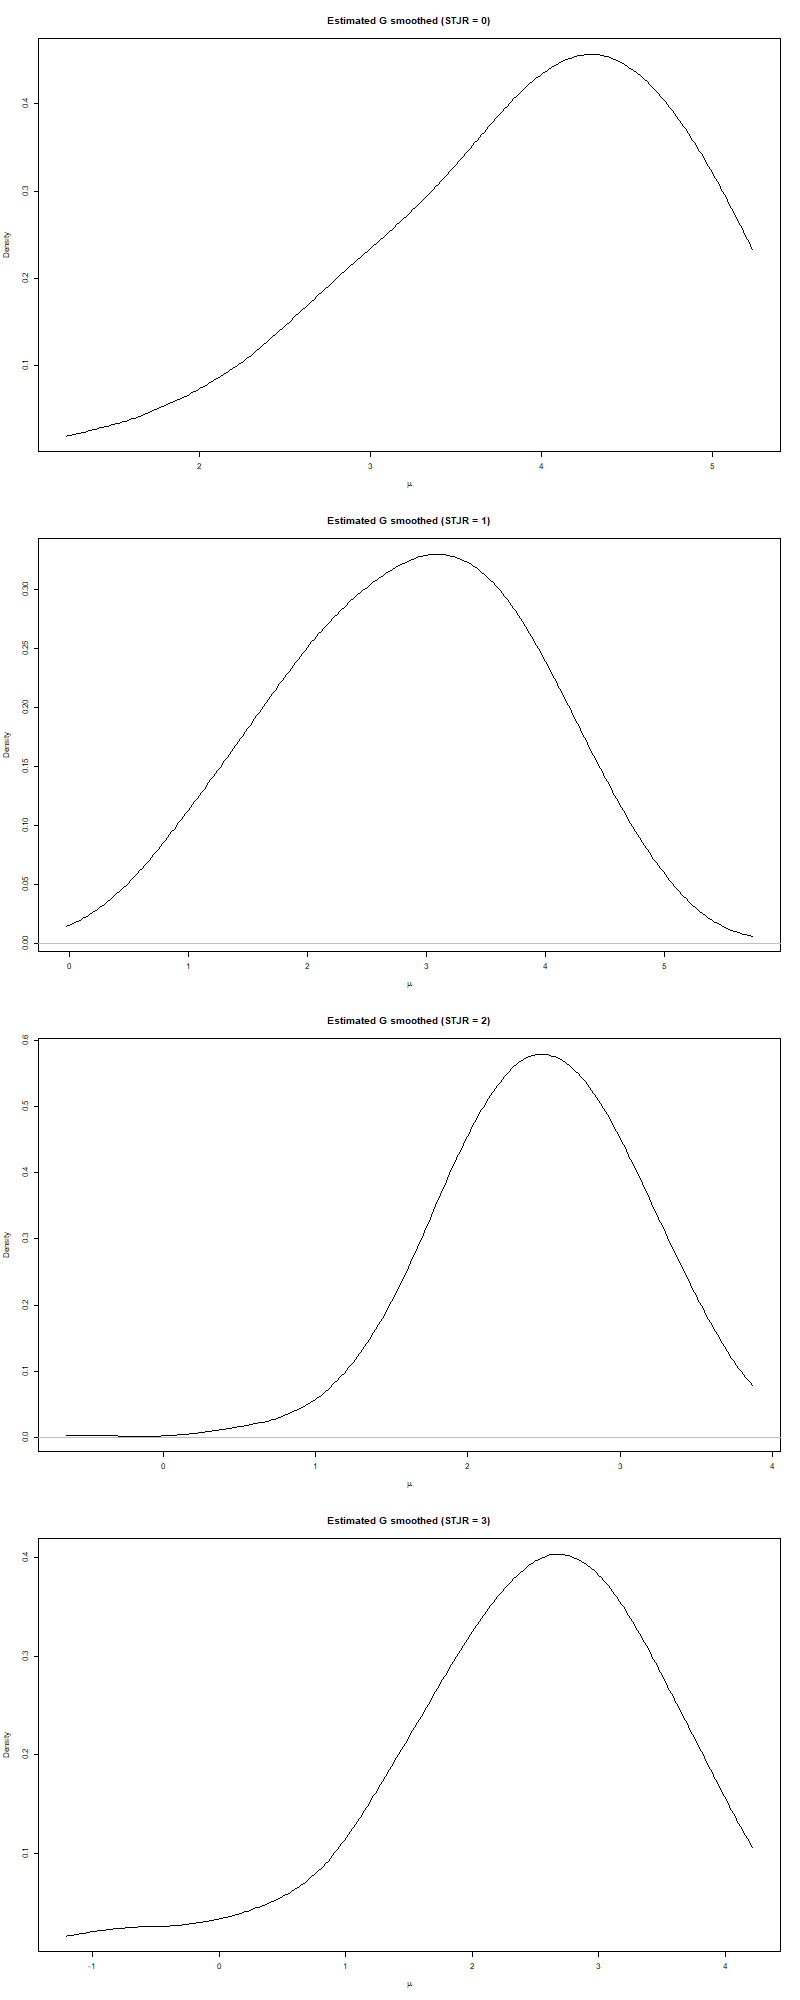 Estimated G smoothed (STJR = 0)
Density
0.4
0.3
0.2
0.1
2 3 4 5
μ
Estimated G smoothed (STJR = 1)
Density
0.30
0.25
0.20
0.15
0.10
0.05
0.00
0 1 2 3 4 5
μ
Estimated G smoothed (STJR = 2)
Density
0.6
0.5
0.4
0.3
0.2
0.1
0.0
0 1 2 3 4
μ
Estimated G smoothed (STJR = 3)
Density
0.4
0.3
0.2
0.1
-1 0 1 2 3 4
μ